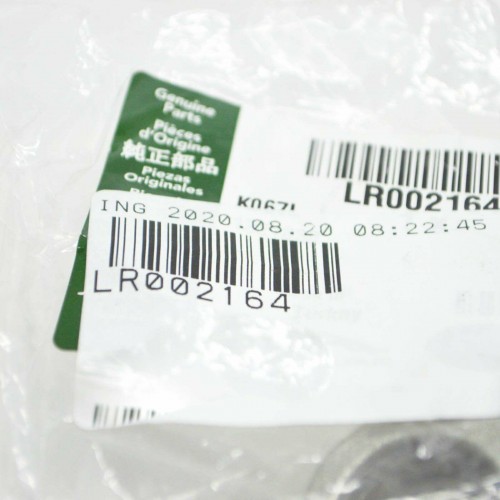 Genuine
Parts
Pièces
d'Origine
純正部品
Piezas
Originales
LR002164
ING 2020.08.20 08:22:45
LR002164